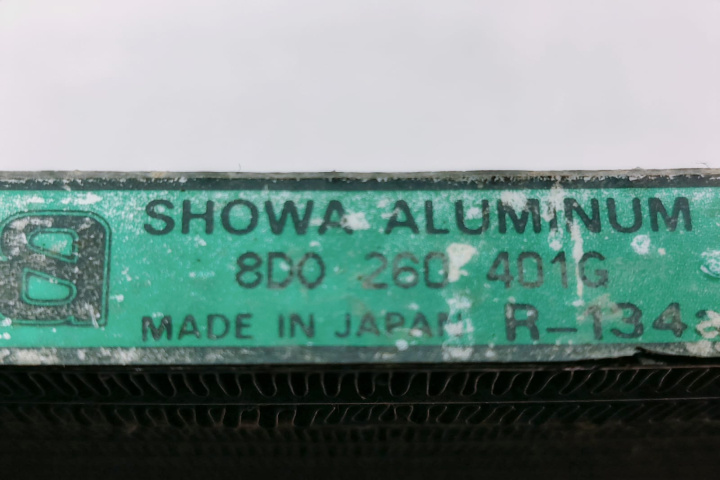 SHOWA ALUMINUM
8D0 260 401G
MADE IN JAPAN R-134a